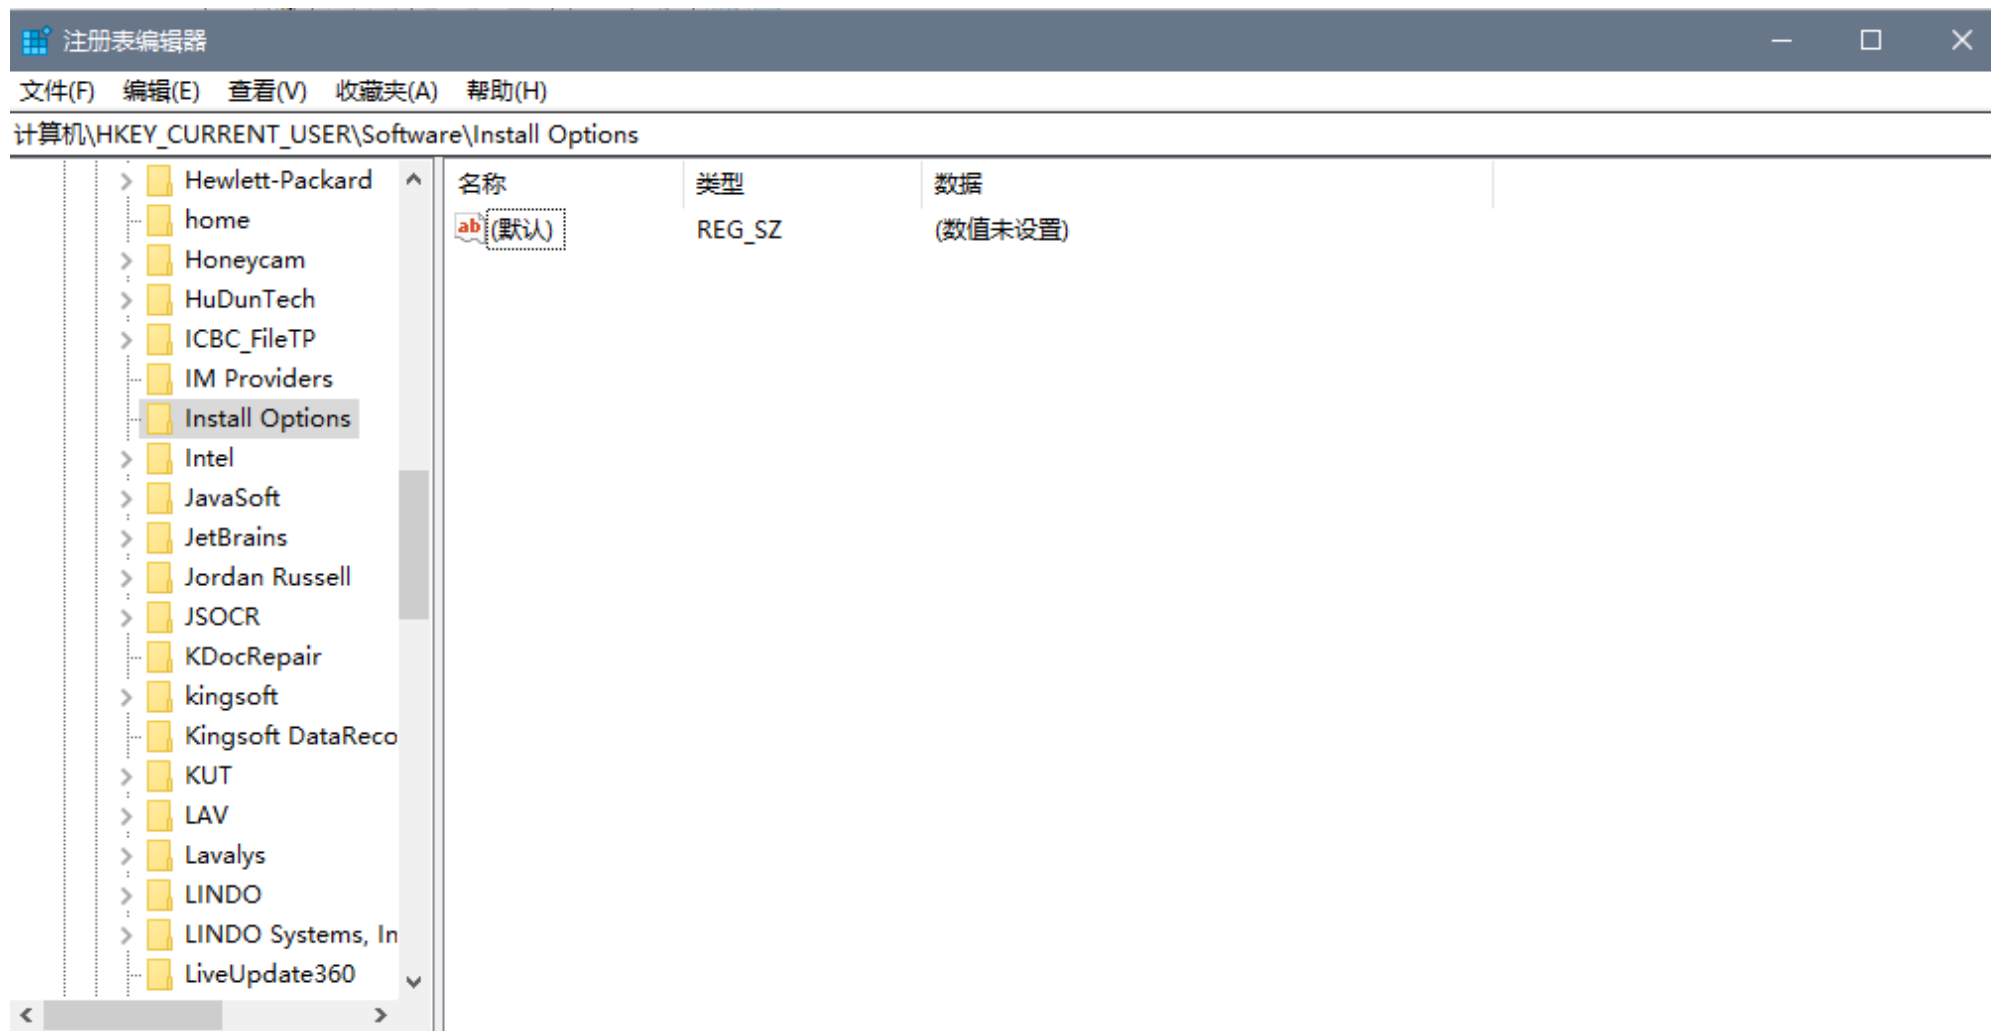 注册表编辑器
文件(F) 编辑(E) 查看(V) 收藏夹(A) 帮助(H)
计算机\HKEY_CURRENT_USER\Software\Install Options
Hewlett-Packard
home
Honeycam
HuDunTech
ICBC_FileTP
IM Providers
Install Options
Intel
JavaSoft
JetBrains
Jordan Russell
JSOCR
KDocRepair
kingsoft
Kingsoft DataReco
KUT
LAV
Lavalys
LINDO
LINDO Systems, In
LiveUpdate360
名称 类型 数据
ab (默认) REG_SZ (数值未设置)